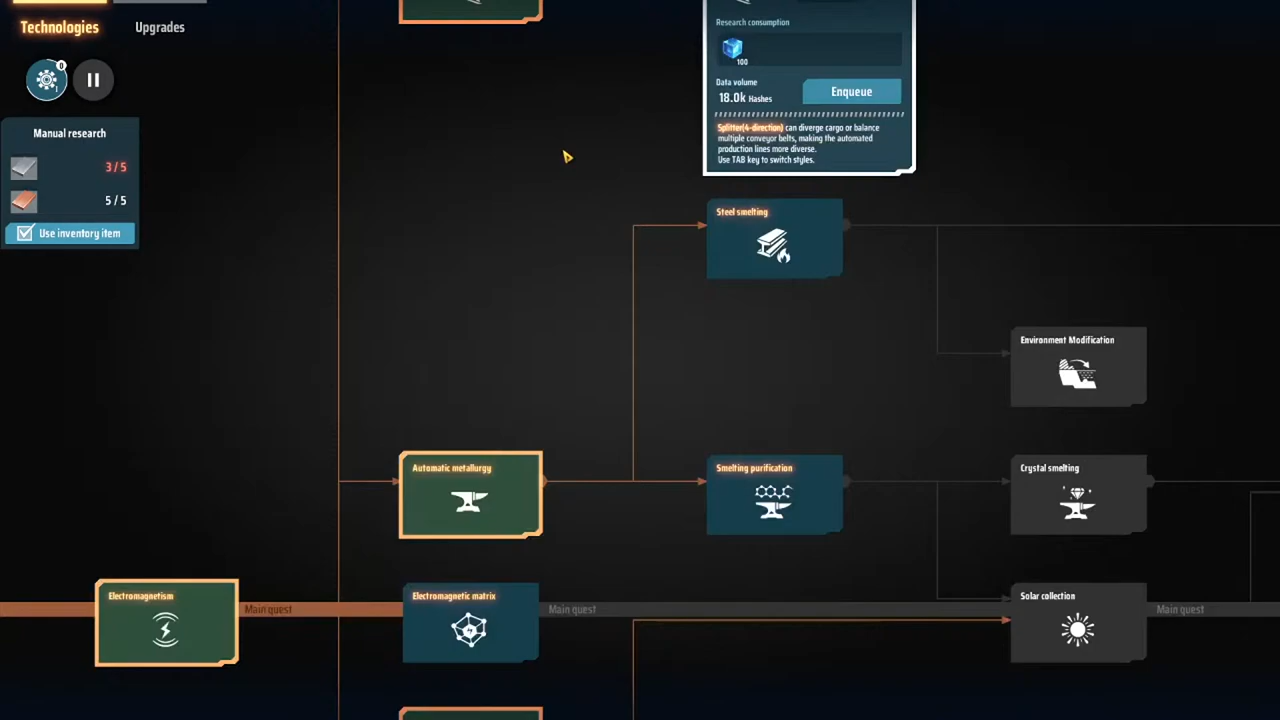 Technologies
Upgrades
0
1
Manual research
3 / 5
5 / 5
Use inventory item
Research consumption
100
Data volume
18.0k Hashes
Enqueue
Splitter(4-direction) can diverge cargo or balance
multiple conveyor belts, making the automated
production lines more diverse.
Use TAB key to switch styles.
Steel smelting
Environment Modification
Automatic metallurgy
Smelting purification
Crystal smelting
Electromagnetism
Main quest
Electromagnetic matrix
Main quest
Solar collection
Main quest